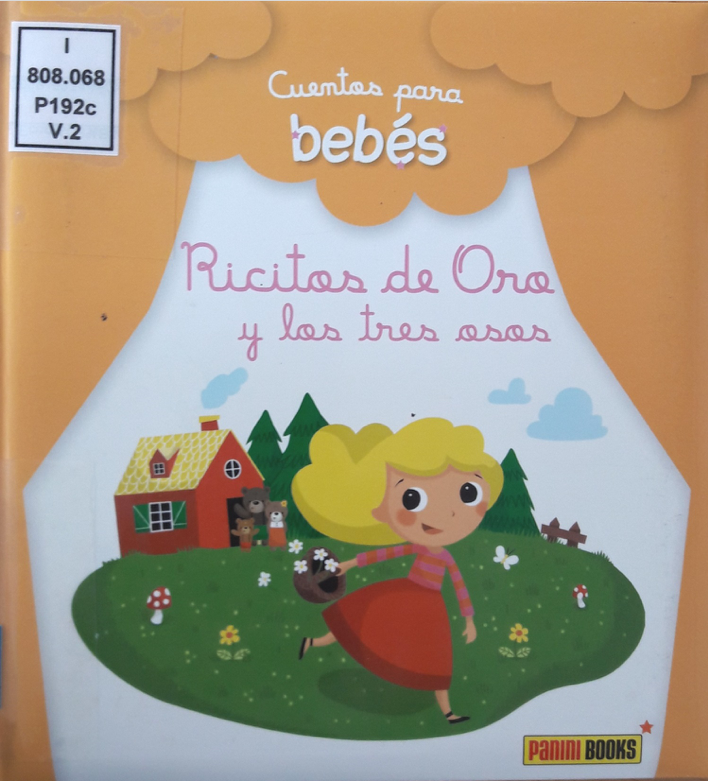 I
808.068
P192c
V.2
Cuentos para
bebés
Ricitos de Oro
y los tres osos
PANINI BOOKS